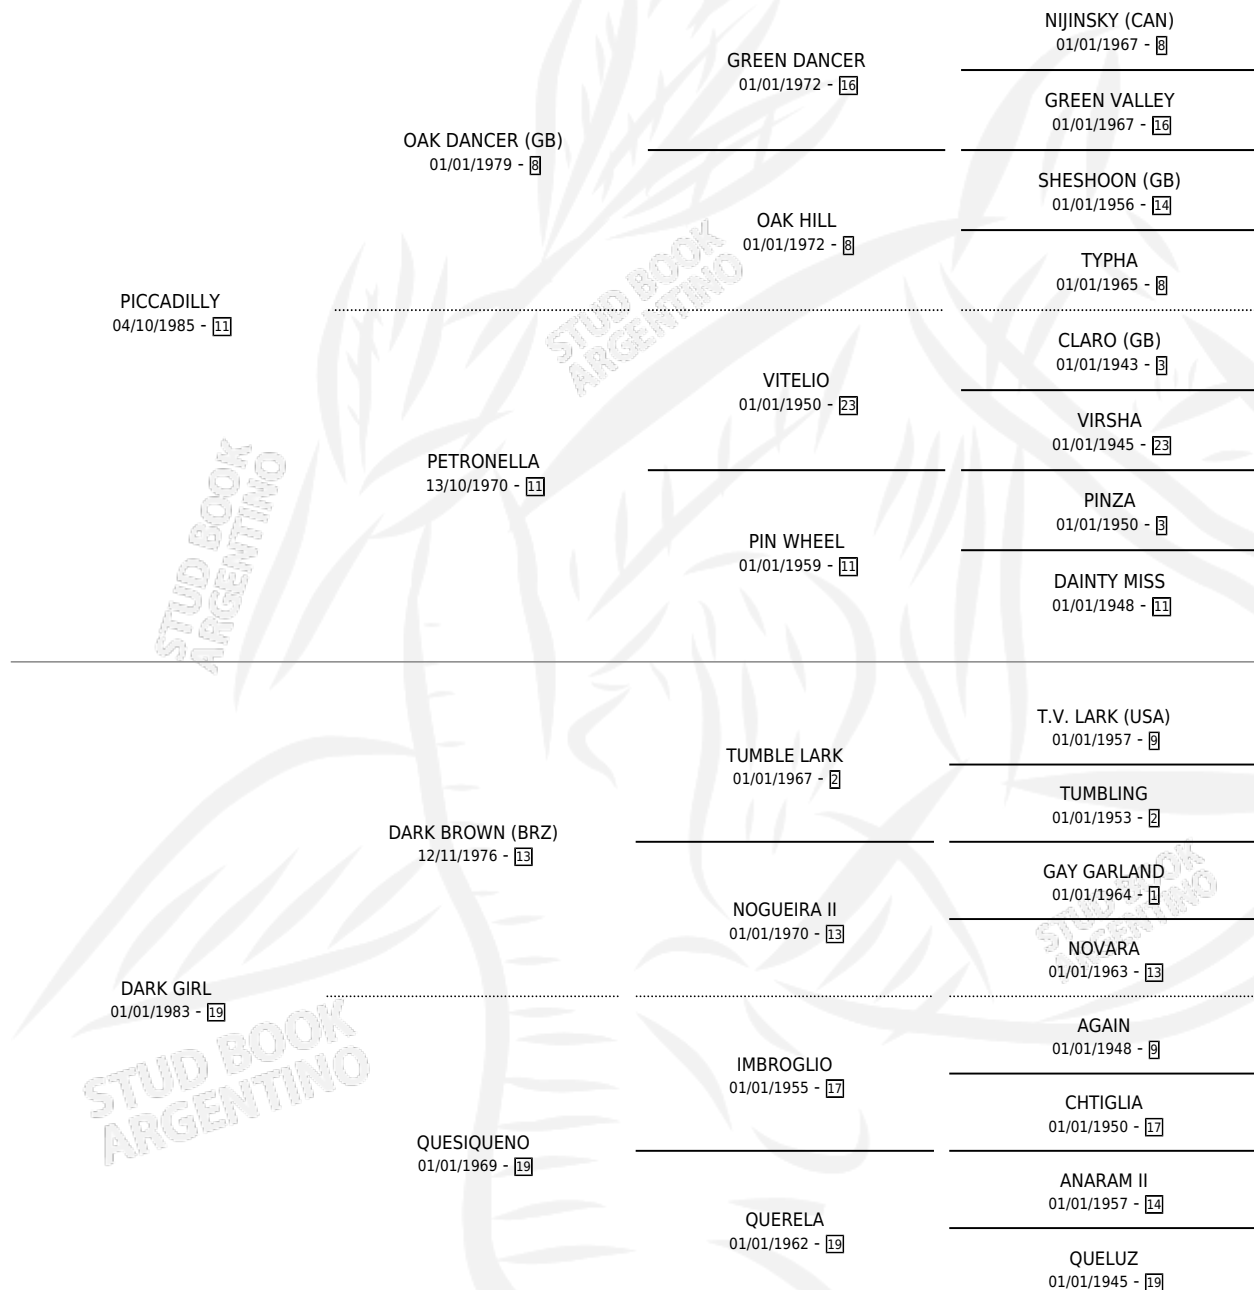 NIJINSKY (CAN)
01/01/1967 - 8
GREEN DANCER
01/01/1972 - 16
GREEN VALLEY
01/01/1967 - 16
OAK DANCER (GB)
01/01/1979 - 8
SHESHOON (GB)
01/01/1956 - 14
OAK HILL
01/01/1972 - 8
TYPHA
01/01/1965 - 8
PICCADILLY
04/10/1985 - 11
STUD BOOK
ARGENTINO
CLARO (GB)
01/01/1943 - 3
VITELIO
01/01/1950 - 23
VIRSHA
01/01/1945 - 23
PETRONELLA
13/10/1970 - 11
PINZA
01/01/1950 - 3
PIN WHEEL
01/01/1959 - 11
DAINTY MISS
01/01/1948 - 11
STUD BOOK
ARGENTINO
T.V. LARK (USA)
01/01/1957 - 9
TUMBLE LARK
01/01/1967 - 2
TUMBLING
01/01/1953 - 2
DARK BROWN (BRZ)
12/11/1976 - 13
GAY GARLAND
01/01/1964 - 1
NOGUEIRA II
01/01/1970 - 13
STUD BOOK
ARGENTINO
NOVARA
01/01/1963 - 13
DARK GIRL
01/01/1983 - 19
STUD BOOK
ARGENTINO
AGAIN
01/01/1948 - 9
IMBROGLIO
01/01/1955 - 17
CHTIGLIA
01/01/1950 - 17
QUESIQUENO
01/01/1969 - 19
ANARAM II
01/01/1957 - 14
QUERELA
01/01/1962 - 19
QUELUZ
01/01/1945 - 19